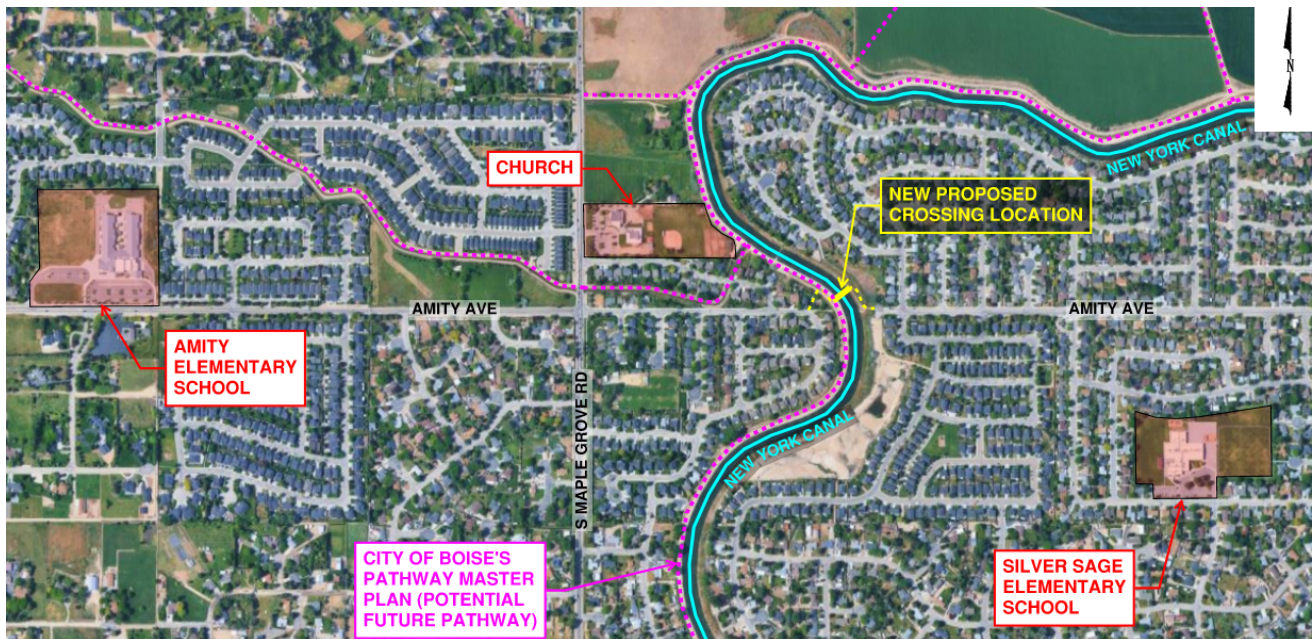 N
NEW YORK CANAL
CHURCH
NEW PROPOSED
CROSSING LOCATION
AMITY AVE
AMITY AVE
AMITY
ELEMENTARY
SCHOOL
S MAPLE GROVE RD
NEW YORK CANAL
CITY OF BOISE'S
PATHWAY MASTER
PLAN (POTENTIAL
FUTURE PATHWAY)
SILVER SAGE
ELEMENTARY
SCHOOL